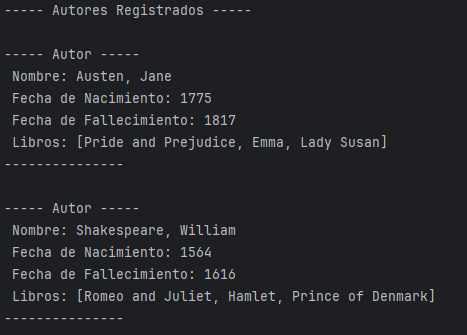 ----- Autores Registrados -----
----- Autor -----
Nombre: Austen, Jane
Fecha de Nacimiento: 1775
Fecha de Fallecimiento: 1817
Libros: [Pride and Prejudice, Emma, Lady Susan]
---------------
----- Autor -----
Nombre: Shakespeare, William
Fecha de Nacimiento: 1564
Fecha de Fallecimiento: 1616
Libros: [Romeo and Juliet, Hamlet, Prince of Denmark]
---------------